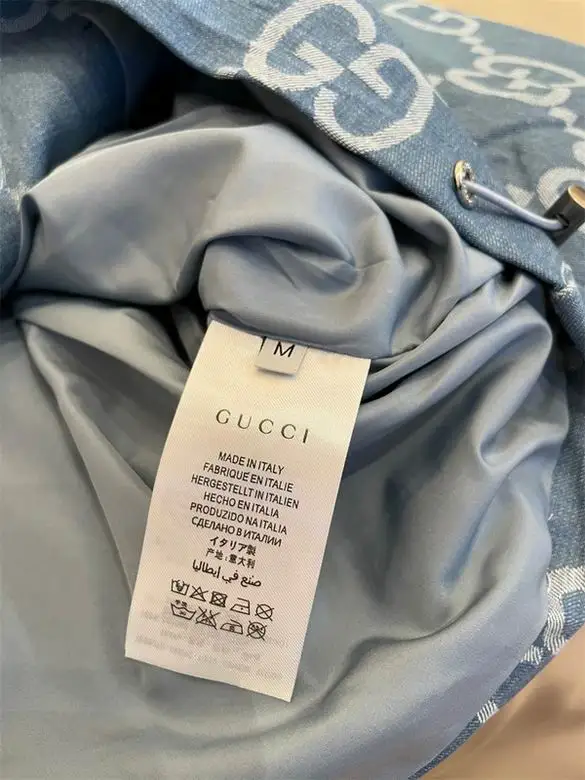 M
GUCCI
MADE IN ITALY
FABRIQUE EN ITALIE
HERGESTELLT IN ITALIEN
HECHO EN ITALIA
PRODUZIDO NA ITALIA
СДЕЛАНО В ИТАЛИИ
イタリア製
产地:意大利
صنع في إيطاليا